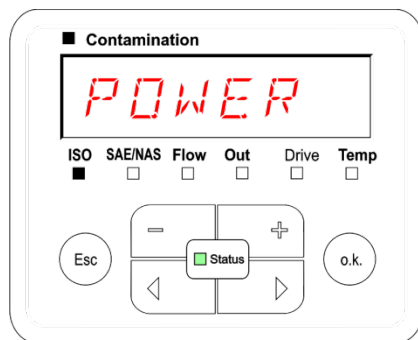 Contamination
POWER
ISO SAE/NAS Flow Out Drive Temp
− +
Esc Status o.k.